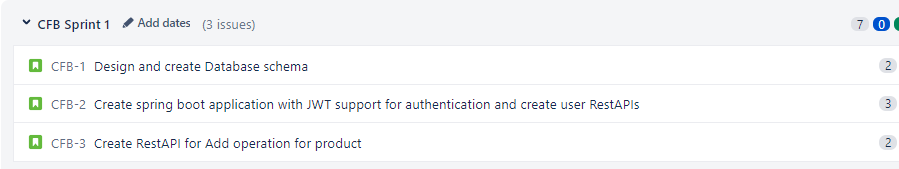 CFB Sprint 1 Add dates (3 issues) 7 0
CFB-1 Design and create Database schema 2
CFB-2 Create spring boot application with JWT support for authentication and create user RestAPIs 3
CFB-3 Create RestAPI for Add operation for product 2